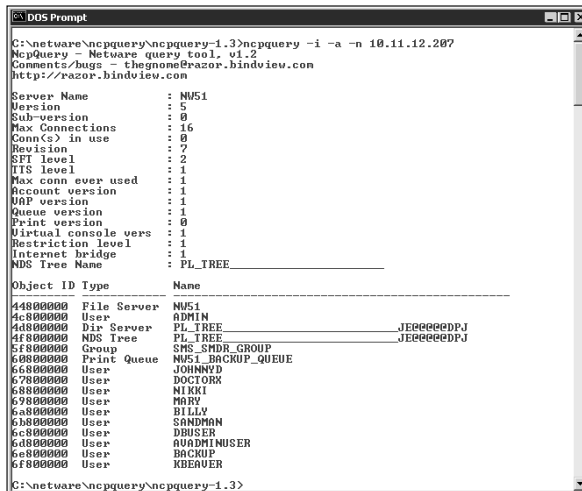 DOS Prompt
C:\netware\ncpquery\ncpquery-1.3>ncpquery -i -a -n 10.11.12.207
NcpQuery - Netware query tool, v1.2
Comments/bugs - thegnome@razor.bindview.com
http://razor.bindview.com
Server Name : NW51
Version : 5
Sub-version : 0
Max Connections : 16
Conn(s) in use : 0
Revision : 7
SFT level : 2
TTS level : 1
Max conn ever used : 1
Account version : 1
VAP version : 1
Queue version : 1
Print version : 0
Virtual console vers : 1
Restriction level : 1
Internet bridge : 1
NDS Tree Name : PL_TREE_________________________
Object ID Type Name
---------- ------------ ------------------------------------------------
44800000 File Server NW51
4c800000 User ADMIN
4d800000 Dir Server PL_TREE_________________________JE@@@@@DPJ
4f800000 NDS Tree PL_TREE_________________________JE@@@@@DPJ
5f800000 Group SMS_SMDR_GROUP
60800000 Print Queue NW51_BACKUP_QUEUE
66800000 User JOHNNYD
67800000 User DOCTORX
68800000 User NIKKI
69800000 User MARY
6a800000 User BILLY
6b800000 User SANDMAN
6c800000 User DBUSER
6d800000 User AVADMINUSER
6e800000 User BACKUP
6f800000 User KBEAVER
C:\netware\ncpquery\ncpquery-1.3>